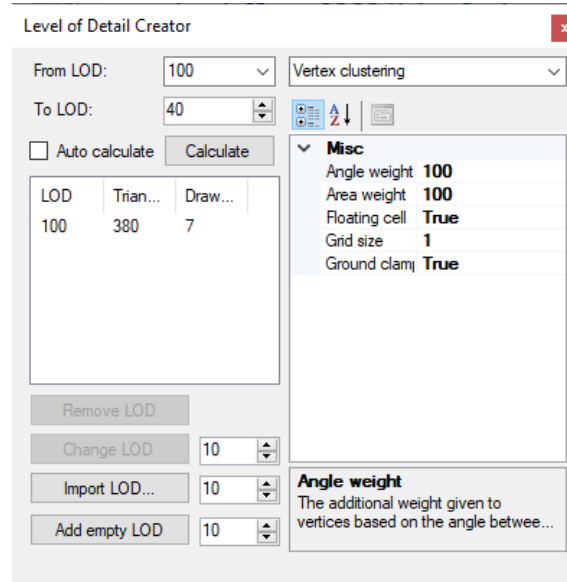 Level of Detail Creator
x
From LOD: 100
To LOD: 40
Auto calculate Calculate
LOD Trian... Draw...
100 380 7
Remove LOD
Change LOD 10
Import LOD... 10
Add empty LOD 10
Vertex clustering
A
Z
Misc
Angle weight 100
Area weight 100
Floating cell True
Grid size 1
Ground clamp True
Angle weight
The additional weight given to
vertices based on the angle betwee...